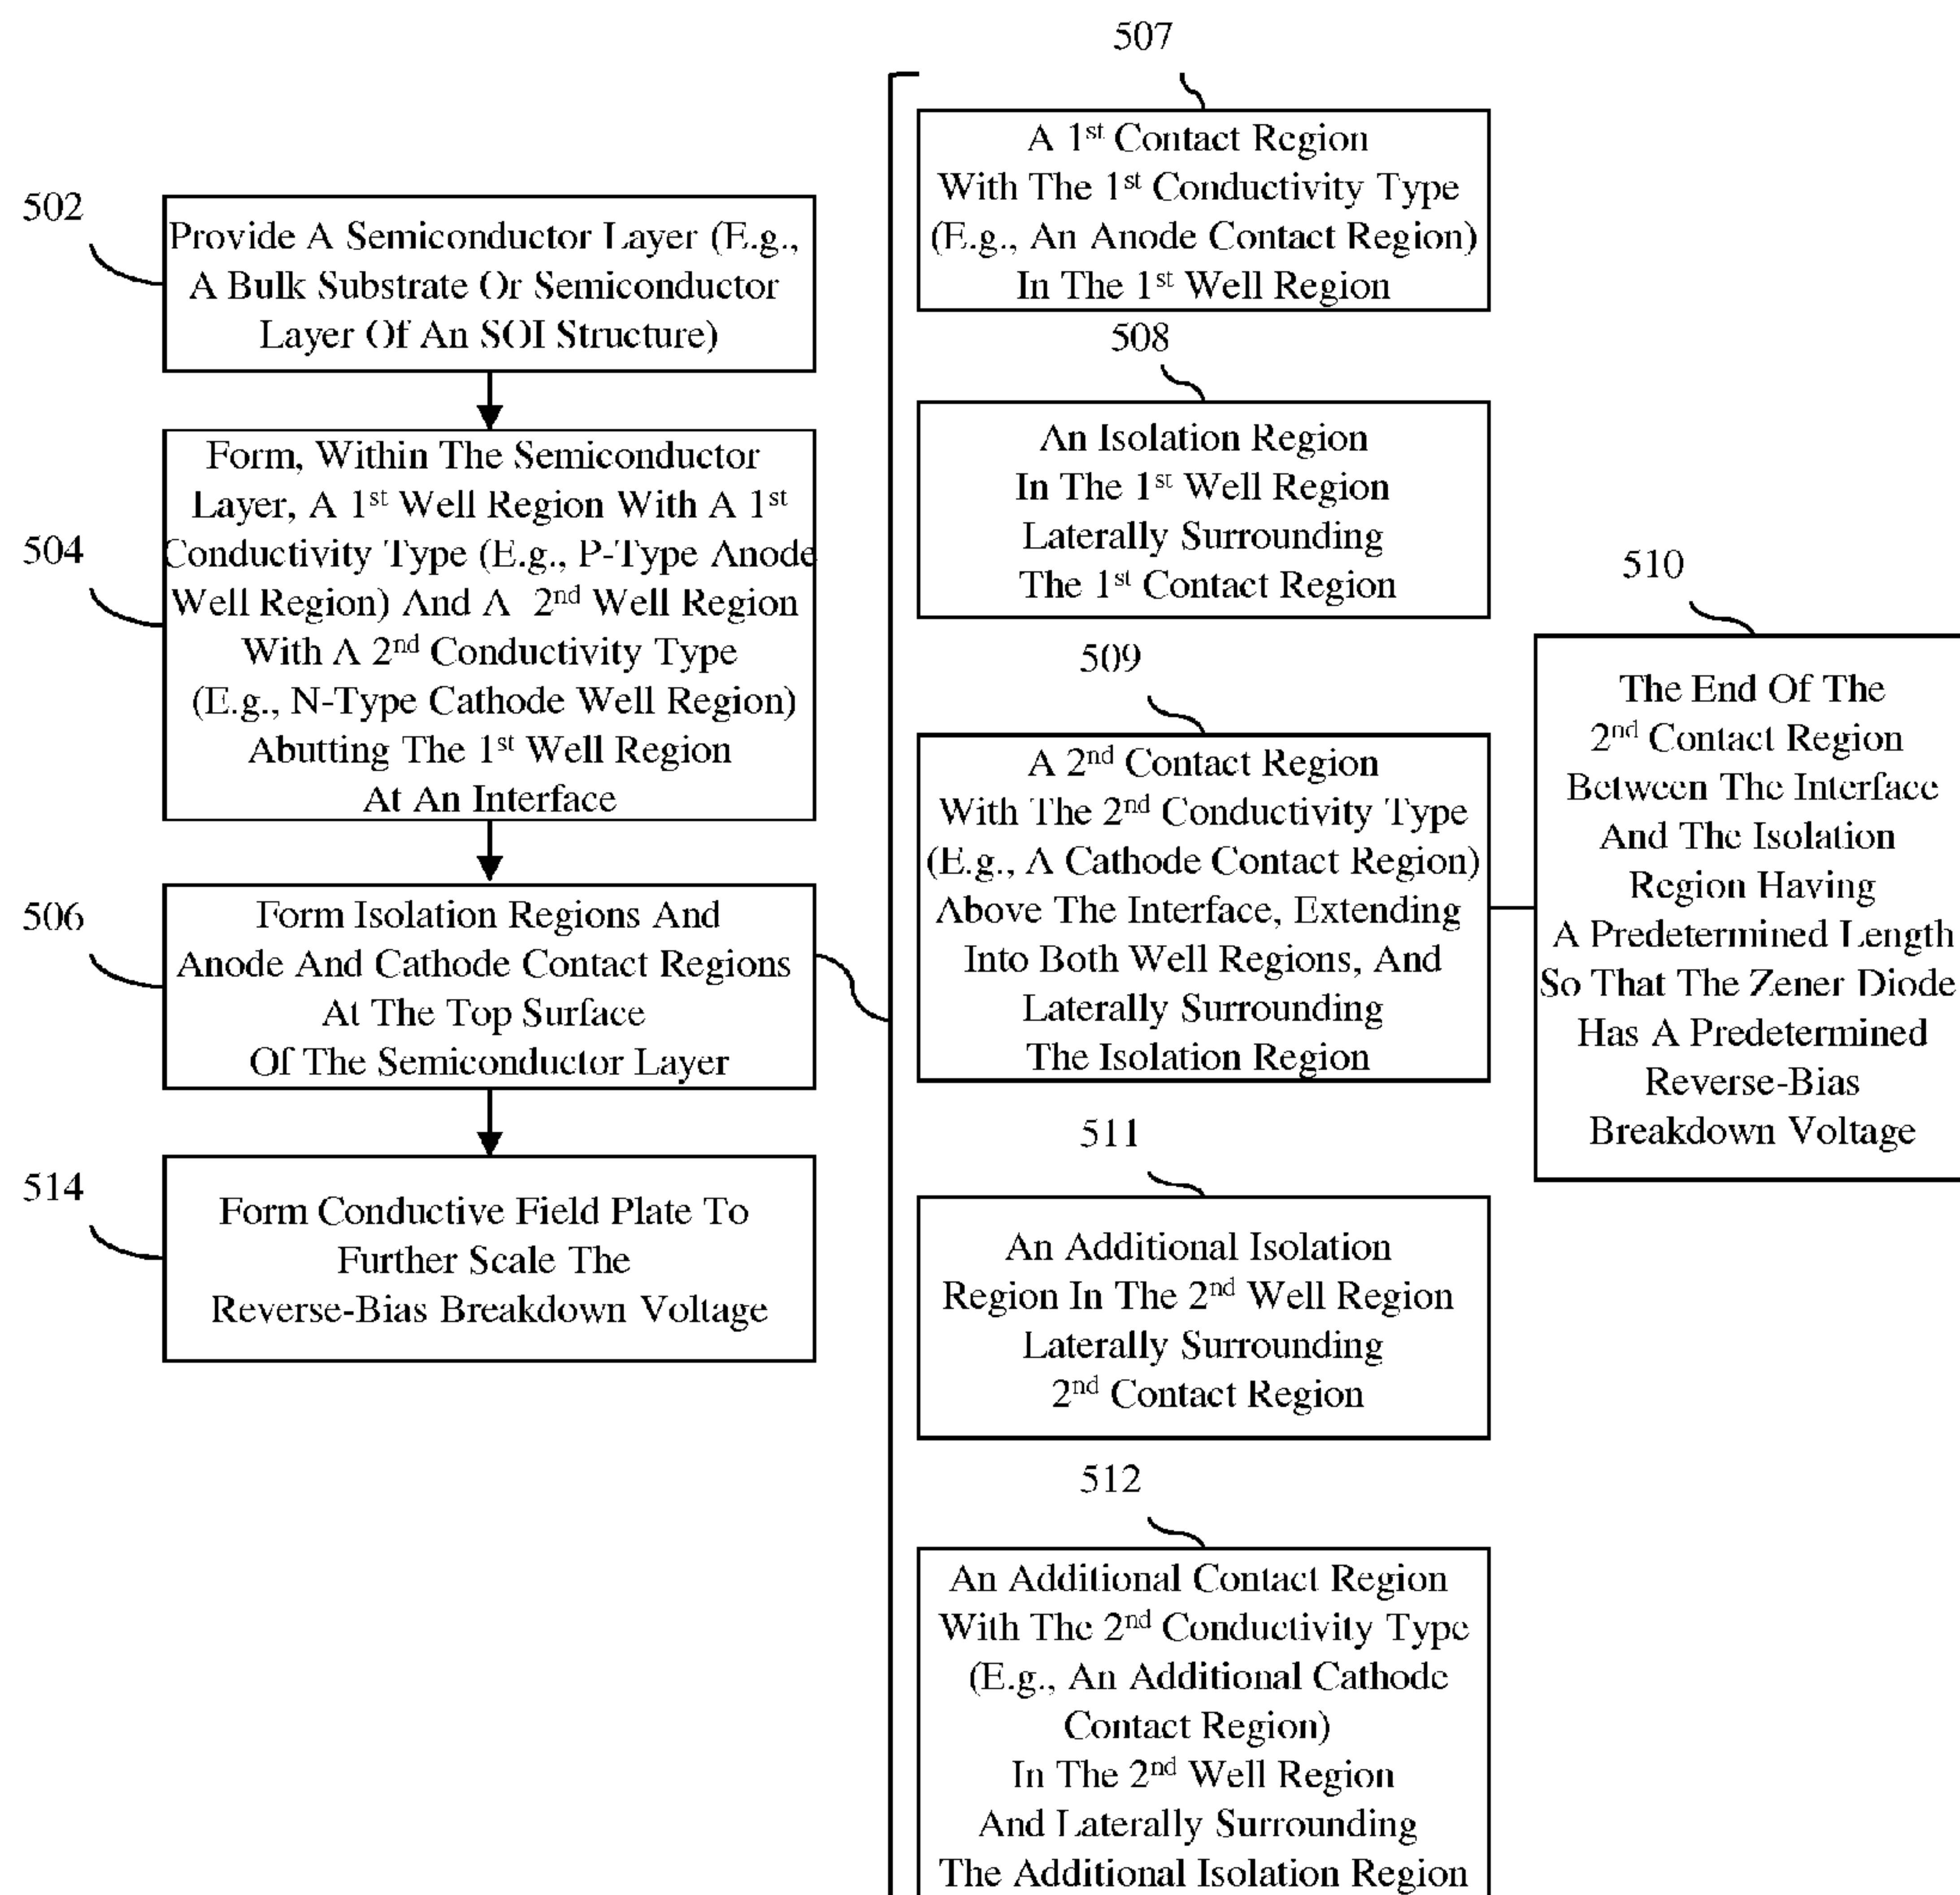 502
Provide A Semiconductor Layer (E.g.,
A Bulk Substrate Or Semiconductor
Layer Of An SOI Structure)
504
Form, Within The Semiconductor
Layer, A 1st Well Region With A 1st
Conductivity Type (E.g., P-Type Anode
Well Region) And A 2nd Well Region
With A 2nd Conductivity Type
(E.g., N-Type Cathode Well Region)
Abutting The 1st Well Region
At An Interface
506
Form Isolation Regions And
Anode And Cathode Contact Regions
At The Top Surface
Of The Semiconductor Layer
514
Form Conductive Field Plate To
Further Scale The
Reverse-Bias Breakdown Voltage
507
A 1st Contact Region
With The 1st Conductivity Type
(E.g., An Anode Contact Region)
In The 1st Well Region
508
An Isolation Region
In The 1st Well Region
Laterally Surrounding
The 1st Contact Region
509
A 2nd Contact Region
With The 2nd Conductivity Type
(E.g., A Cathode Contact Region)
Above The Interface, Extending
Into Both Well Regions, And
Laterally Surrounding
The Isolation Region
510
The End Of The
2nd Contact Region
Between The Interface
And The Isolation
Region Having
A Predetermined Length
So That The Zener Diode
Has A Predetermined
Reverse-Bias
Breakdown Voltage
511
An Additional Isolation
Region In The 2nd Well Region
Laterally Surrounding
2nd Contact Region
512
An Additional Contact Region
With The 2nd Conductivity Type
(E.g., An Additional Cathode
Contact Region)
In The 2nd Well Region
And Laterally Surrounding
The Additional Isolation Region